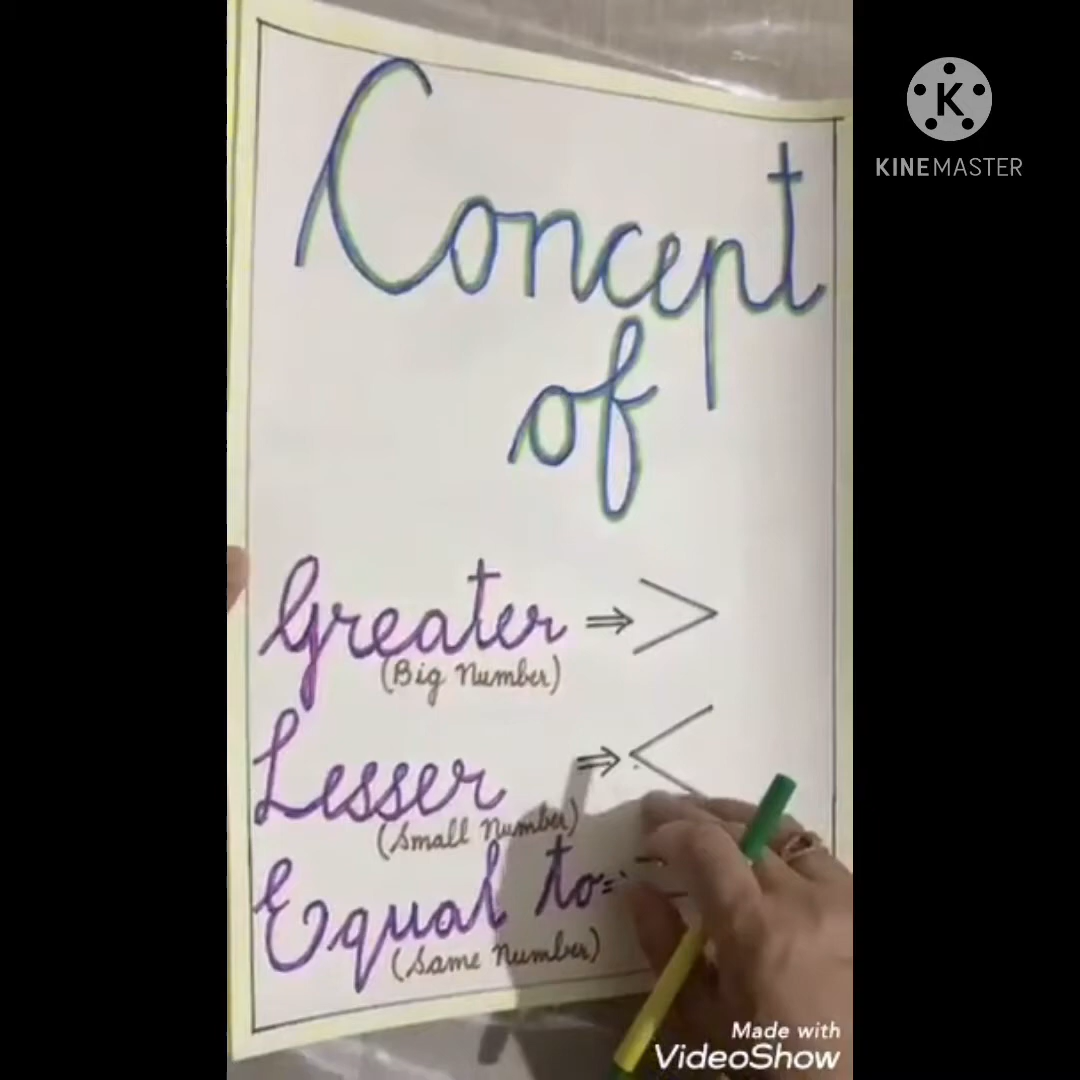 Concept
of
Greater ⇒ >
(Big Number)
Lesser ⇒ <
(Small Number)
Equal to
(Same Number)
KINEMASTER
Made with
VideoShow